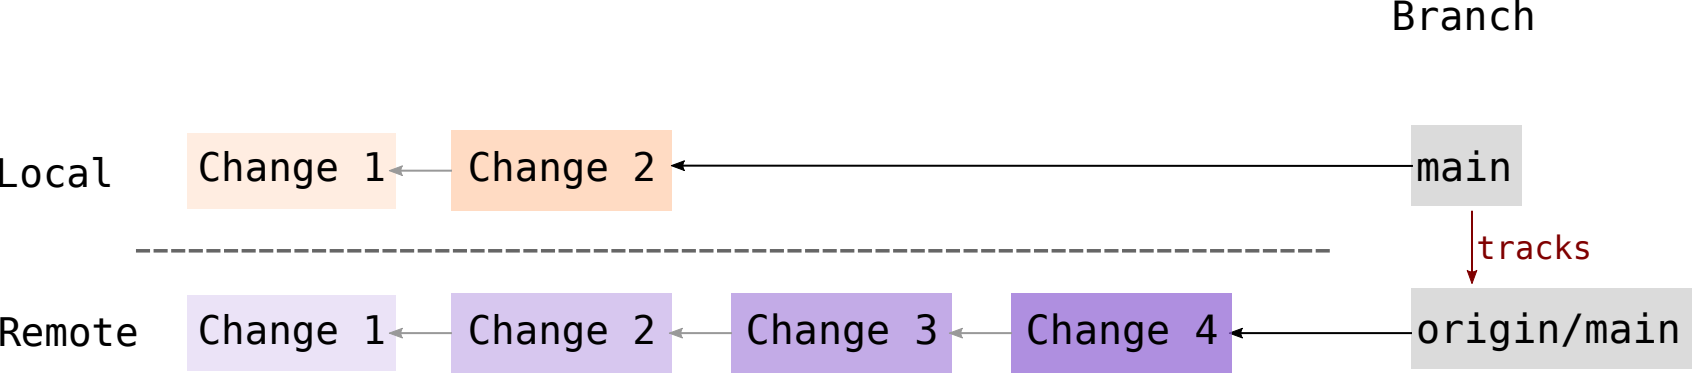 Branch
Local
Change 1
Change 2
main
tracks
Remote
Change 1
Change 2
Change 3
Change 4
origin/main